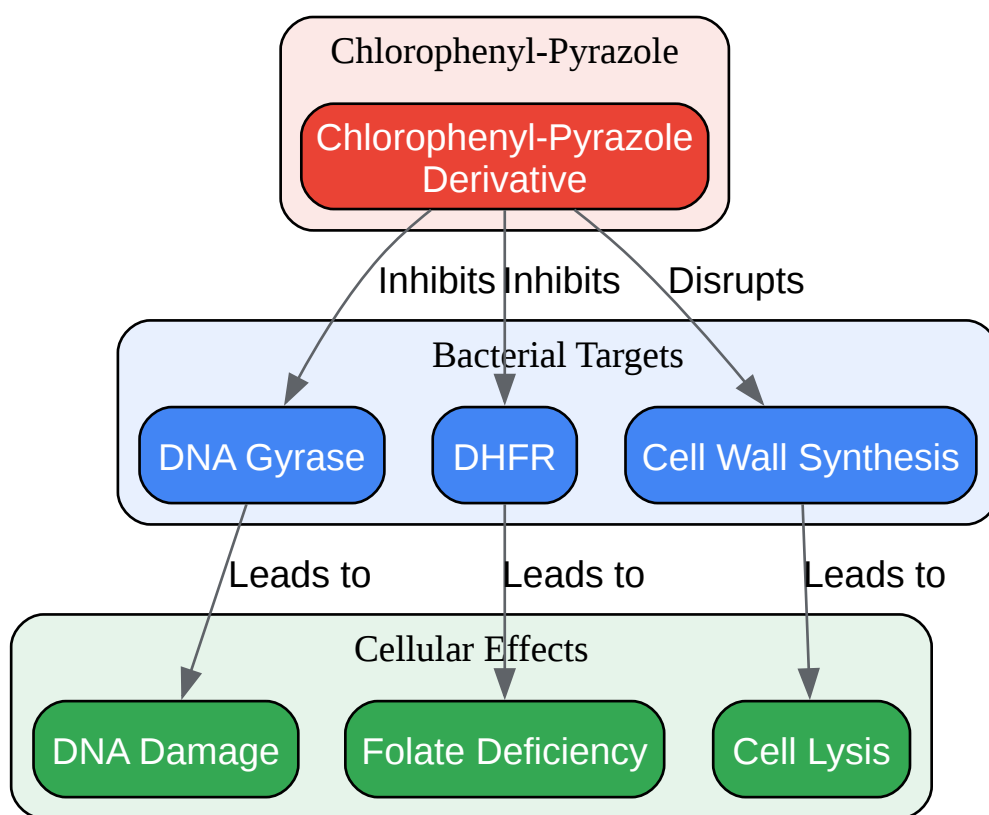 Chlorophenyl-Pyrazole
Chlorophenyl-Pyrazole
Derivative
Inhibits
Inhibits
Disrupts
Bacterial Targets
DNA Gyrase
DHFR
Cell Wall Synthesis
Leads to
Leads to
Leads to
Cellular Effects
DNA Damage
Folate Deficiency
Cell Lysis